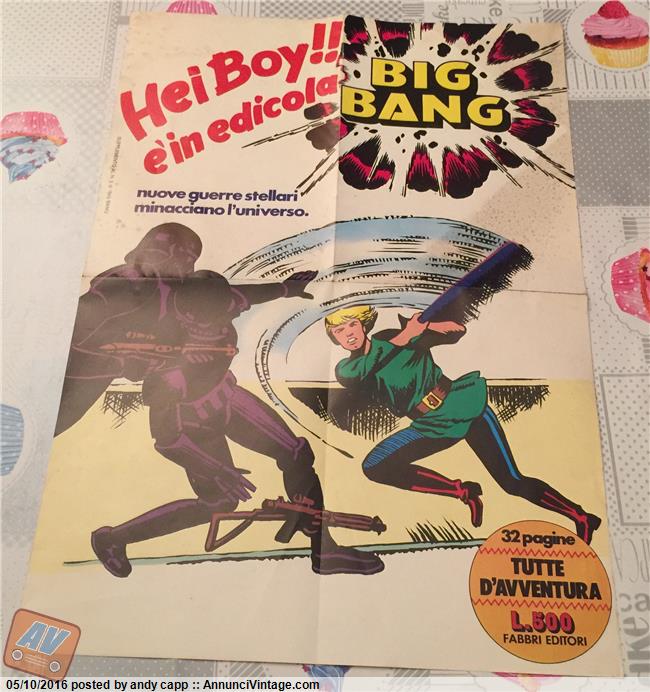 Hei Boy!!
è in edicola
BIG
BANG
nuove guerre stellari
minacciano l'universo.
32 pagine
TUTTE
D'AVVENTURA
L.500
FABBRI EDITORI
AV
05/10/2016 posted by andy capp :: AnnunciVintage.com